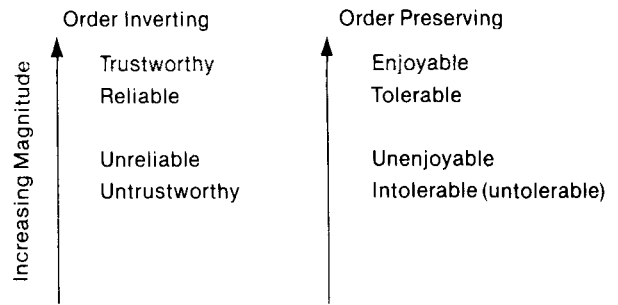 Order Inverting
Trustworthy
Reliable
Unreliable
Untrustworthy
Increasing Magnitude
Order Preserving
Enjoyable
Tolerable
Unenjoyable
Intolerable (untolerable)